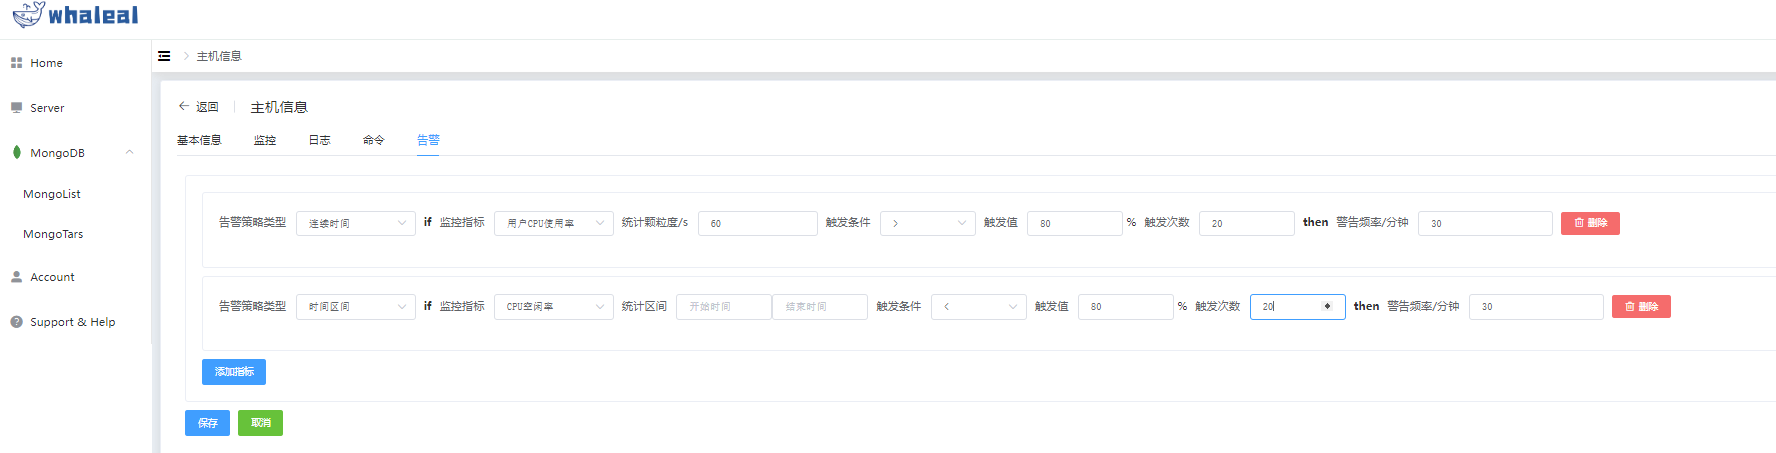 whaleal
Home
Server
MongoDB
MongoList
MongoTars
Account
Support & Help
主机信息
返回 主机信息
基本信息 监控 日志 命令 告警
告警策略类型 连续时间 if 监控指标 用户CPU使用率 统计颗粒度/s 60 触发条件 > 触发值 80 % 触发次数 20 then 警告频率/分钟 30 删除
告警策略类型 时间区间 if 监控指标 CPU空闲率 统计区间 开始时间 结束时间 触发条件 < 触发值 80 % 触发次数 20 then 警告频率/分钟 30 删除
添加指标
保存 取消